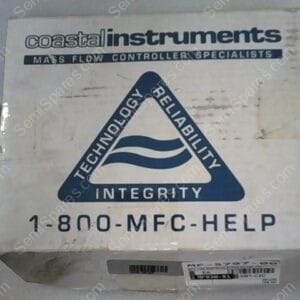 coastalinstruments
MASS FLOW CONTROLLER SPECIALISTS
TECHNOLOGY
RELIABILITY
INTEGRITY
1-800-MFC-HELP